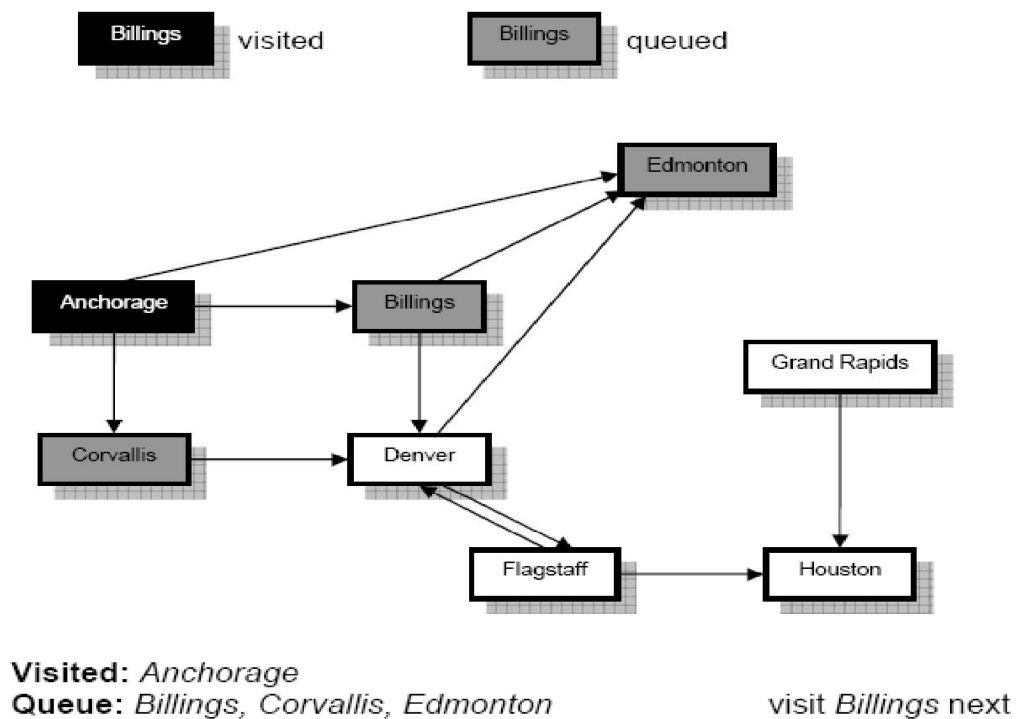 Billings visited Billings queued
Edmonton
Anchorage Billings
Grand Rapids
Corvallis Denver
Flagstaff Houston
Visited: Anchorage
Queue: Billings, Corvallis, Edmonton visit Billings next